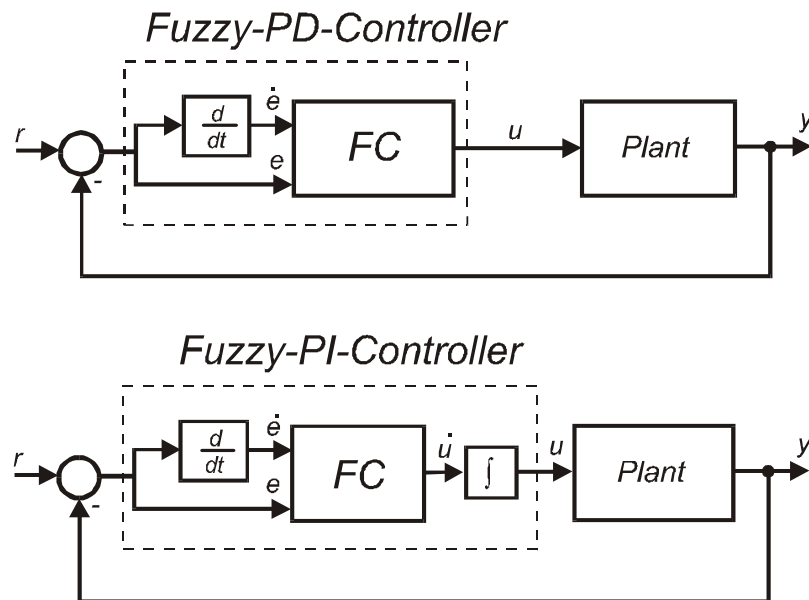 Fuzzy-PD-Controller
r
d
dt
ė
e
FC
u
Plant
y
-
Fuzzy-PI-Controller
r
d
dt
ė
e
FC
u̇
∫
u
Plant
y
-